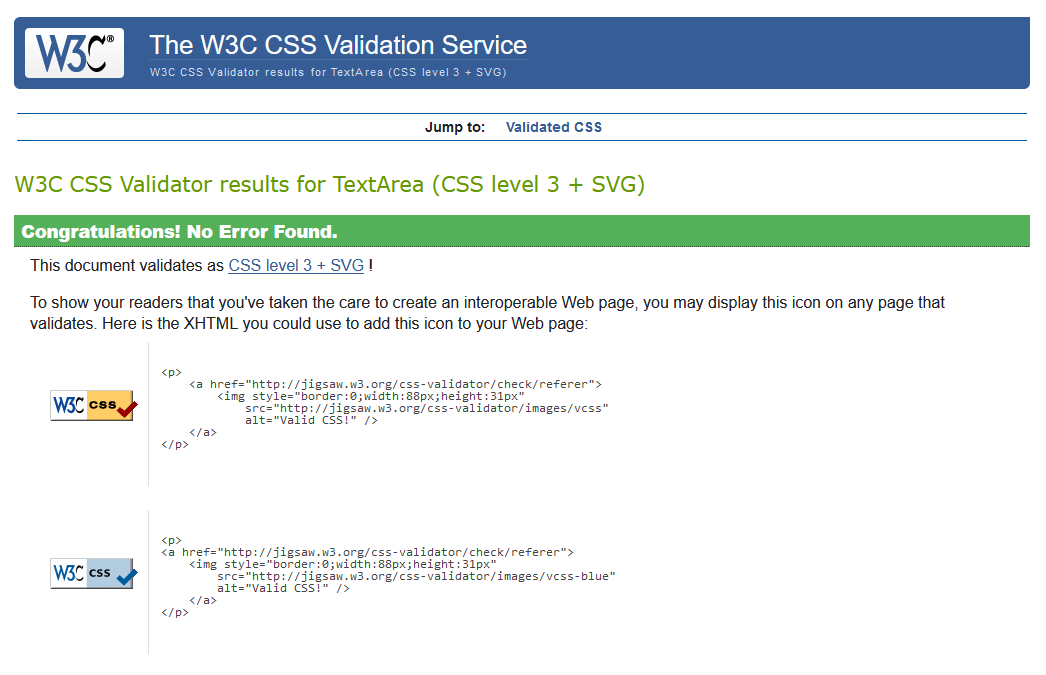 W3C®
The W3C CSS Validation Service
W3C CSS Validator results for TextArea (CSS level 3 + SVG)
Jump to: Validated CSS
W3C CSS Validator results for TextArea (CSS level 3 + SVG)
Congratulations! No Error Found.
This document validates as CSS level 3 + SVG !
To show your readers that you've taken the care to create an interoperable Web page, you may display this icon on any page that
validates. Here is the XHTML you could use to add this icon to your Web page:
W3C css
<p>
    <a href="http://jigsaw.w3.org/css-validator/check/referer">
        <img style="border:0;width:88px;height:31px"
            src="http://jigsaw.w3.org/css-validator/images/vcss"
            alt="Valid CSS!" />
    </a>
</p>
W3C css
<p>
<a href="http://jigsaw.w3.org/css-validator/check/referer">
    <img style="border:0;width:88px;height:31px"
        src="http://jigsaw.w3.org/css-validator/images/vcss-blue"
        alt="Valid CSS!" />
    </a>
</p>